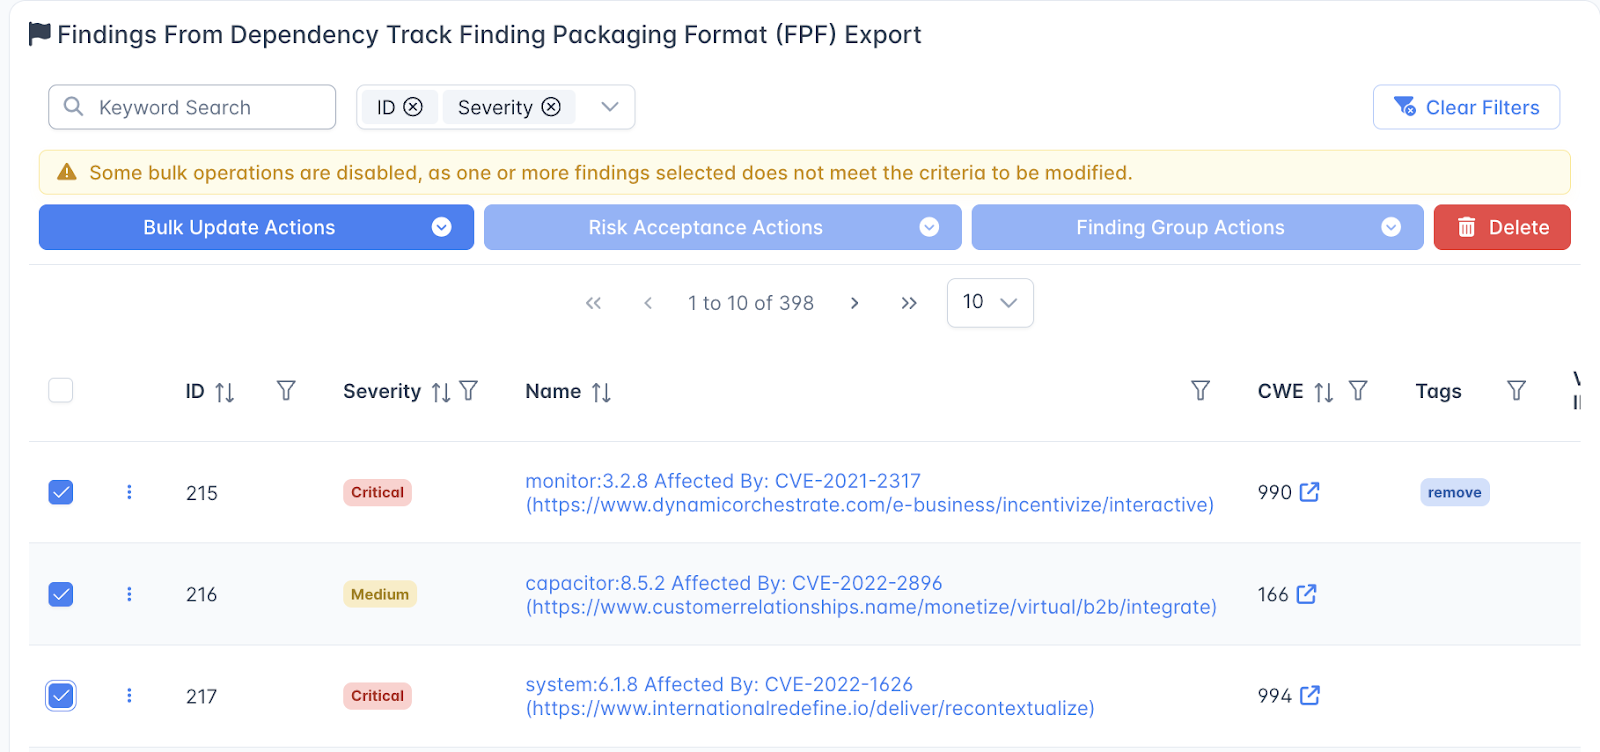 Findings From Dependency Track Finding Packaging Format (FPF) Export
Keyword Search
ID Severity
Clear Filters
Some bulk operations are disabled, as one or more findings selected does not meet the criteria to be modified.
Bulk Update Actions Risk Acceptance Actions Finding Group Actions Delete
1 to 10 of 398 10
ID Severity Name CWE Tags
215 Critical monitor:3.2.8 Affected By: CVE-2021-2317
(https://www.dynamicorchestrate.com/e-business/incentivize/interactive) 990 remove
216 Medium capacitor:8.5.2 Affected By: CVE-2022-2896
(https://www.customerrelationships.name/monetize/virtual/b2b/integrate) 166
217 Critical system:6.1.8 Affected By: CVE-2022-1626
(https://www.internationalredefine.io/deliver/recontextualize) 994